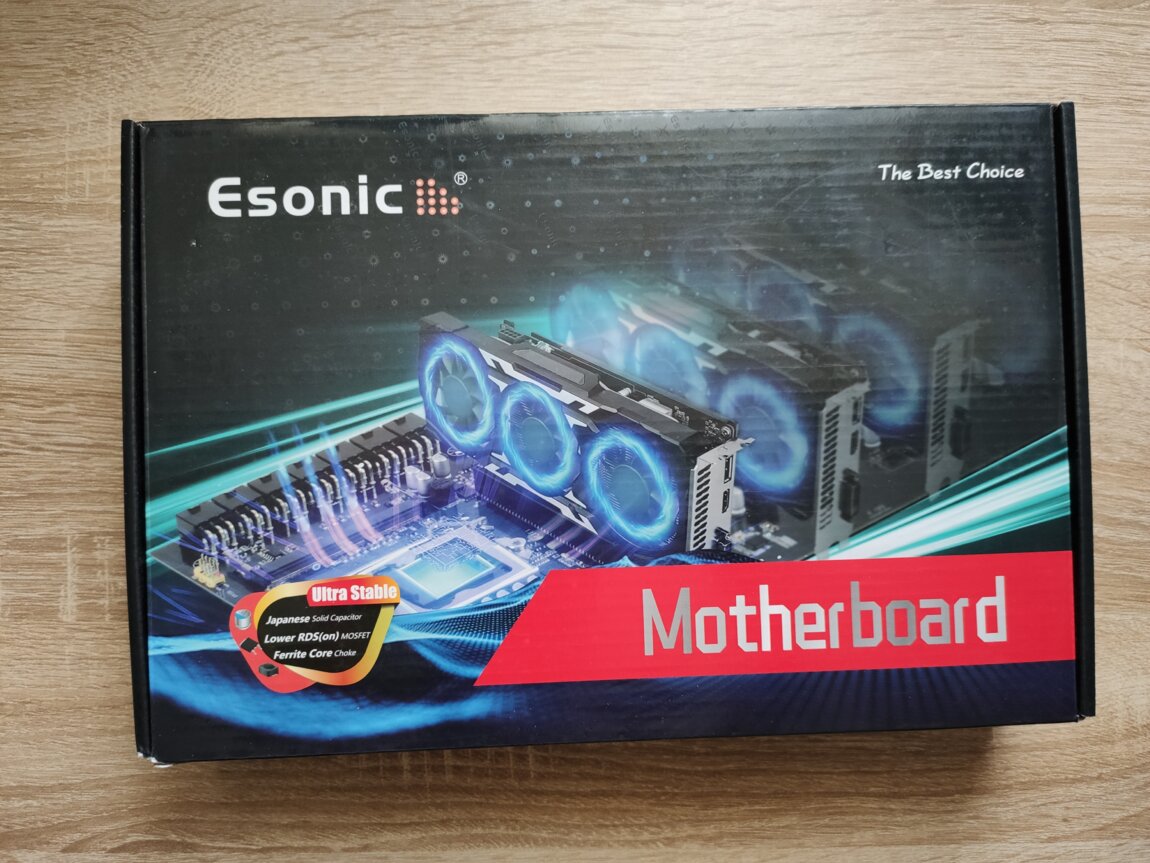 Esonic ®
The Best Choice
Ultra Stable
Japanese Solid Capacitor
Lower RDS(on) MOSFET
Ferrite Core Choke
Motherboard